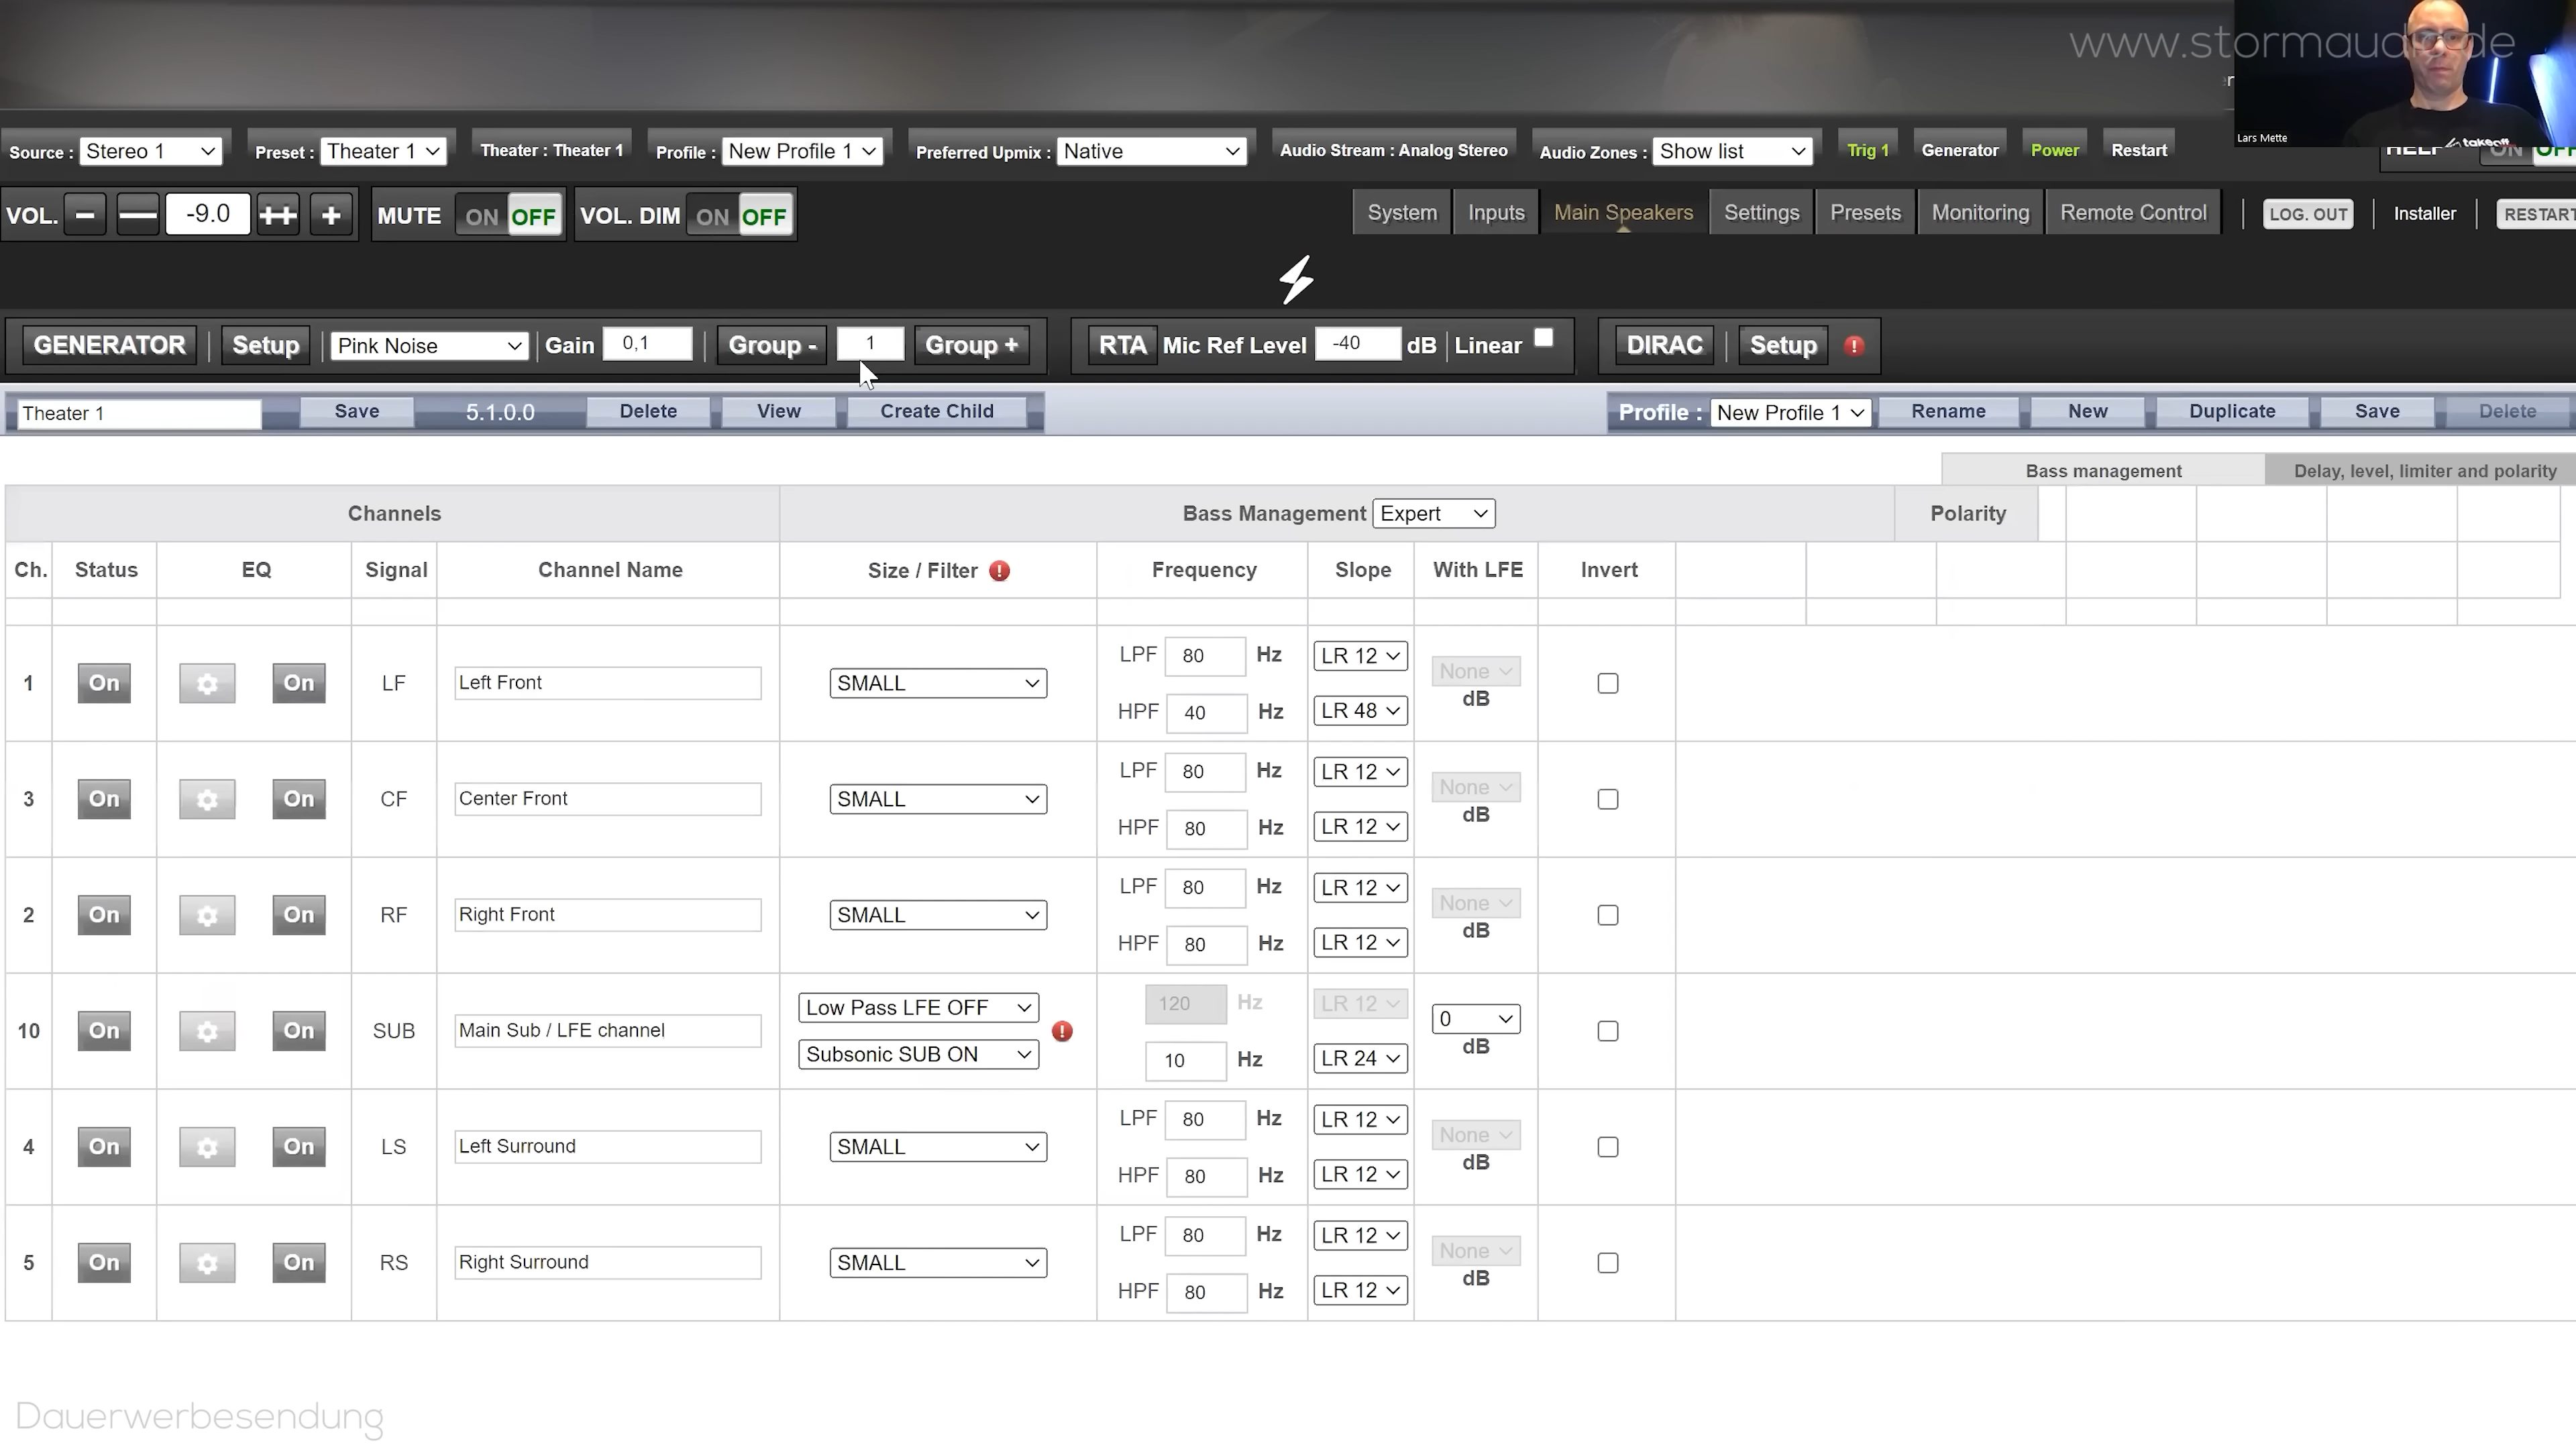 www.stormaudio.de
Lars Mette
takeoff
Source : Stereo 1 Preset : Theater 1 Theater : Theater 1 Profile : New Profile 1 Preferred Upmix : Native Audio Stream : Analog Stereo Audio Zones : Show list Trig 1 Generator Power Restart HELP ON OFF
VOL. -9.0 MUTE ON OFF VOL. DIM ON OFF System Inputs Main Speakers Settings Presets Monitoring Remote Control LOG. OUT Installer RESTART
GENERATOR Setup Pink Noise Gain 0,1 Group - 1 Group + RTA Mic Ref Level -40 dB Linear DIRAC Setup !
Theater 1 Save 5.1.0.0 Delete View Create Child Profile : New Profile 1 Rename New Duplicate Save Delete
Bass management Delay, level, limiter and polarity
Channels Bass Management Expert Polarity
Ch. Status EQ Signal Channel Name Size / Filter ! Frequency Slope With LFE Invert
LPF 80 Hz LR 12
1 On On LF Left Front SMALL None dB
HPF 40 Hz LR 48
LPF 80 Hz LR 12
3 On On CF Center Front SMALL None dB
HPF 80 Hz LR 12
LPF 80 Hz LR 12
2 On On RF Right Front SMALL None dB
HPF 80 Hz LR 12
Low Pass LFE OFF 120 Hz LR 12
10 On On SUB Main Sub / LFE channel ! 0 dB
Subsonic SUB ON 10 Hz LR 24
LPF 80 Hz LR 12
4 On On LS Left Surround SMALL None dB
HPF 80 Hz LR 12
LPF 80 Hz LR 12
5 On On RS Right Surround SMALL None dB
HPF 80 Hz LR 12
Dauerwerbesendung